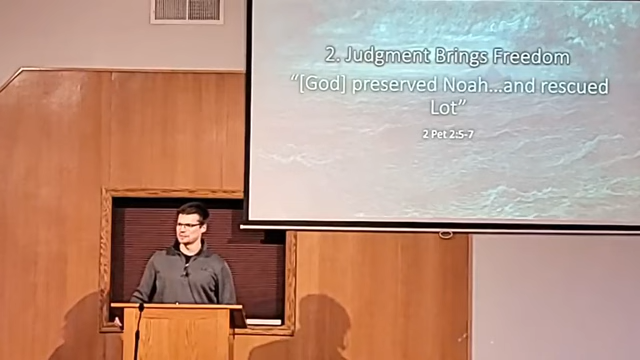 2. Judgment Brings Freedom
“[God] preserved Noah...and rescued
Lot”
2 Pet 2:5-7